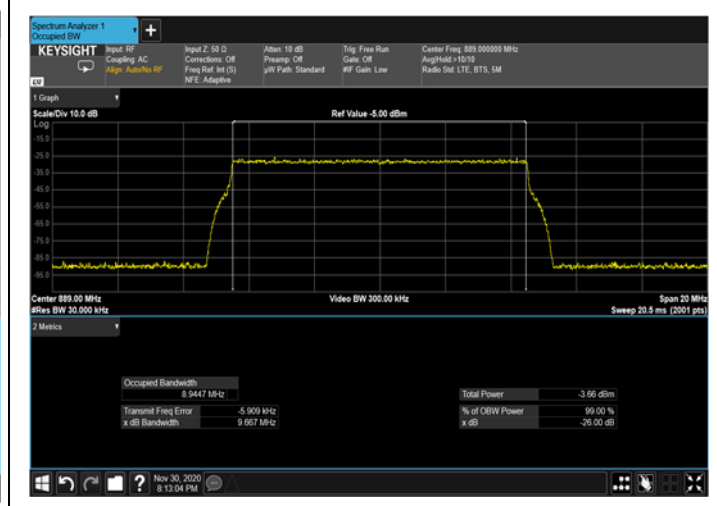 Spectrum Analyzer 1
Occupied BW
KEYSIGHT
Input: RF
Coupling: AC
Align: Auto/No RF
Input Z: 50 Ω
Corrections: Off
Freq Ref: Int (S)
NFE: Adaptive
Atten: 10 dB
Preamp: Off
µW Path: Standard
Trig: Free Run
Gate: Off
#IF Gain: Low
Center Freq: 889.000000 MHz
Avg|Hold:>10/10
Radio Std: LTE, BTS, 5M
1 Graph
Scale/Div 10.0 dB
Ref Value -5.00 dBm
Log
-15.0
-25.0
-35.0
-45.0
-55.0
-65.0
-75.0
-85.0
-95.0
Center 889.00 MHz
Video BW 300.00 kHz
Span 20 MHz
#Res BW 30.000 kHz
Sweep 20.5 ms (2001 pts)
2 Metrics
Occupied Bandwidth
8.9447 MHz
Total Power -3.66 dBm
Transmit Freq Error -5.909 kHz
% of OBW Power 99.00 %
x dB Bandwidth 9.667 MHz
x dB -26.00 dB
Nov 30, 2020
8:13:04 PM